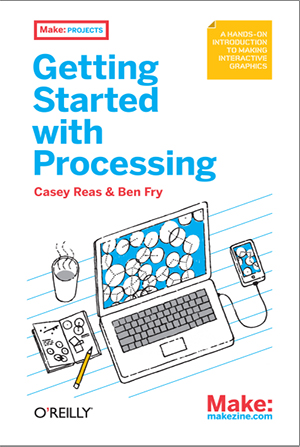 Make: PROJECTS
A HANDS-ON
INTRODUCTION
TO MAKING
INTERACTIVE
GRAPHICS
Getting
Started
with
Processing
Casey Reas & Ben Fry
O'REILLY
Make:
makezine.com